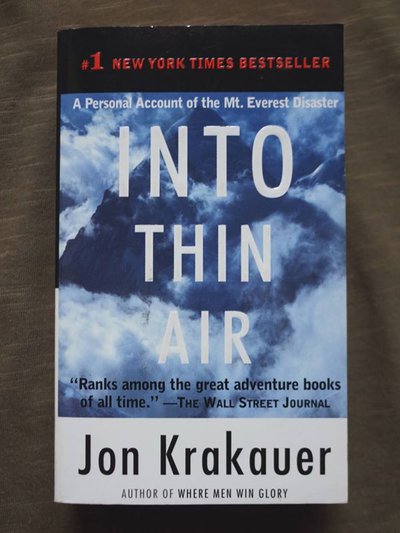 #1 NEW YORK TIMES BESTSELLER
A Personal Account of the Mt. Everest Disaster
INTO
THIN
AIR
“Ranks among the great adventure books
of all time.” —THE WALL STREET JOURNAL
Jon Krakauer
AUTHOR OF WHERE MEN WIN GLORY